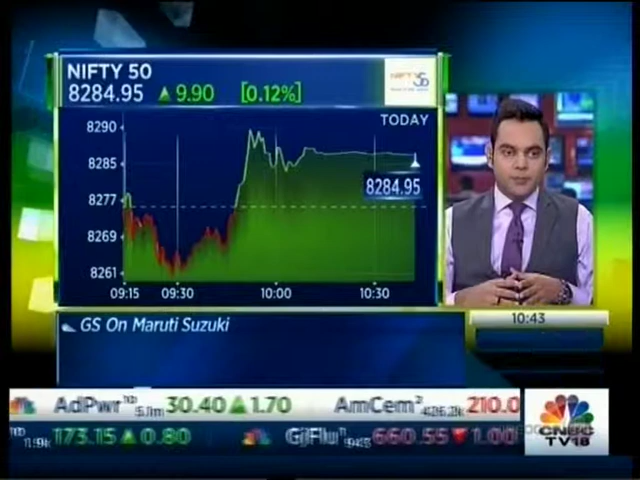 NIFTY 50
8284.95 ▲ 9.90 [0.12%]
TODAY
8290
8285
8277
8269
8261
8284.95
09:15 09:30 10:00 10:30
10:43
GS On Maruti Suzuki
AdPwr 30.40 ▲ 1.70 AmCem 210.0
173.15 ▲ 0.80 660.55 ▼ 1.00
CNBC
TV18